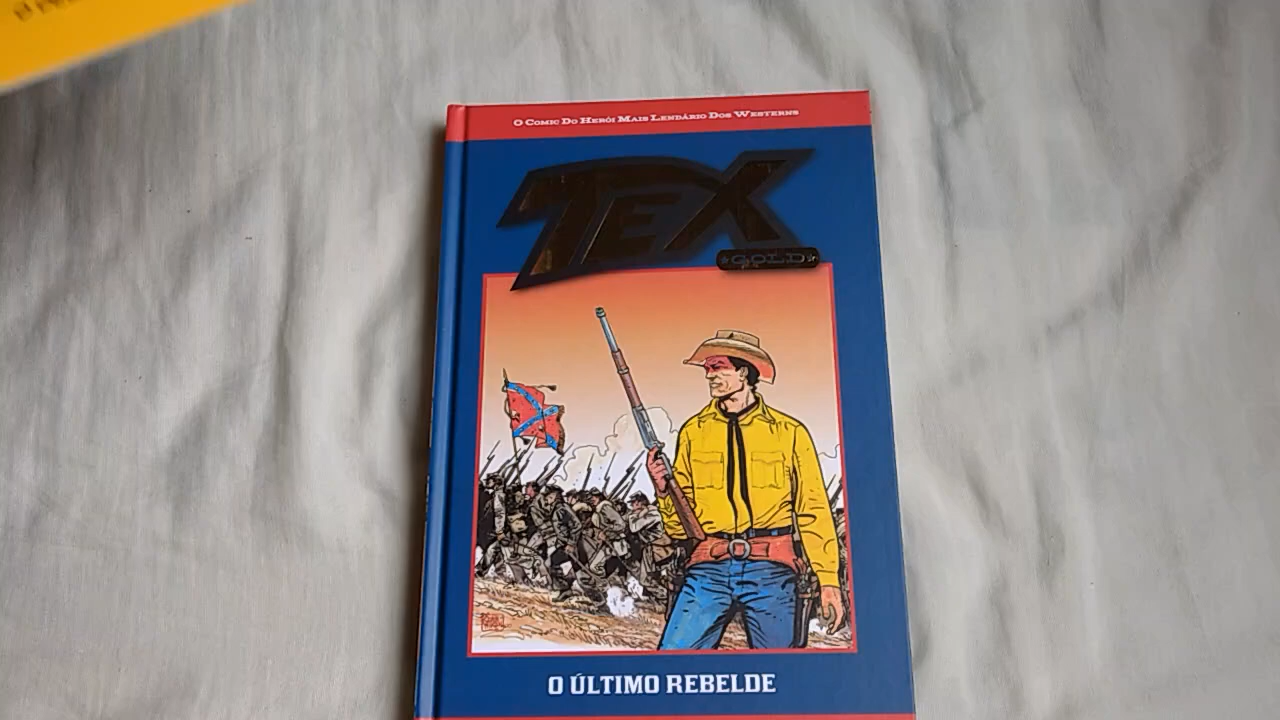 O Comic Do Herói Mais Lendário Dos Westerns
TEX
GOLD
O ÚLTIMO REBELDE